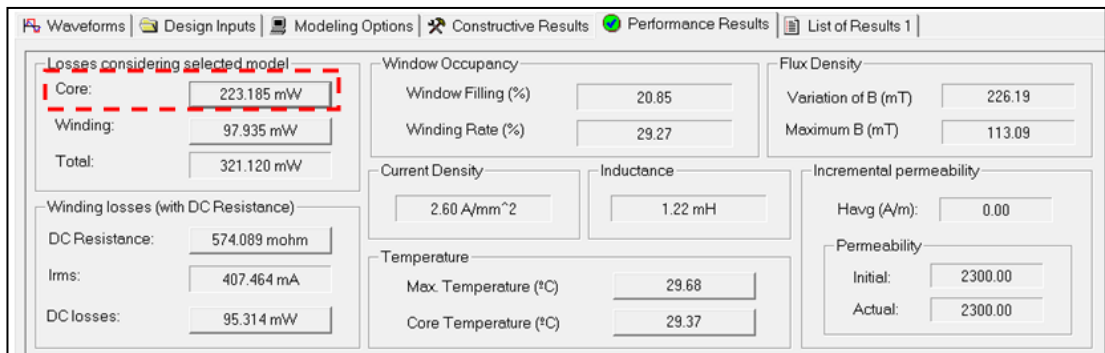 Waveforms Design Inputs Modeling Options Constructive Results Performance Results List of Results 1
Losses considering selected model
Core: 223.185 mW
Winding: 97.935 mW
Total: 321.120 mW
Winding losses (with DC Resistance)
DC Resistance: 574.089 mohm
Irms: 407.464 mA
DC losses: 95.314 mW
Window Occupancy
Window Filling (%) 20.85
Winding Rate (%) 29.27
Current Density
2.60 A/mm^2
Inductance
1.22 mH
Temperature
Max. Temperature (ºC) 29.68
Core Temperature (ºC) 29.37
Flux Density
Variation of B (mT) 226.19
Maximum B (mT) 113.09
Incremental permeability
Havg (A/m): 0.00
Permeability
Initial: 2300.00
Actual: 2300.00